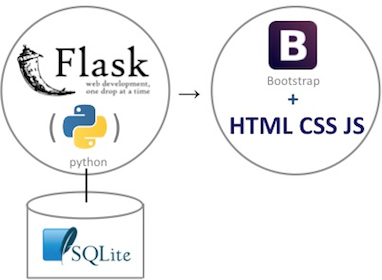 Flask
web development,
one drop at a time
( )
python
SQLite
→
B
Bootstrap
+
HTML CSS JS